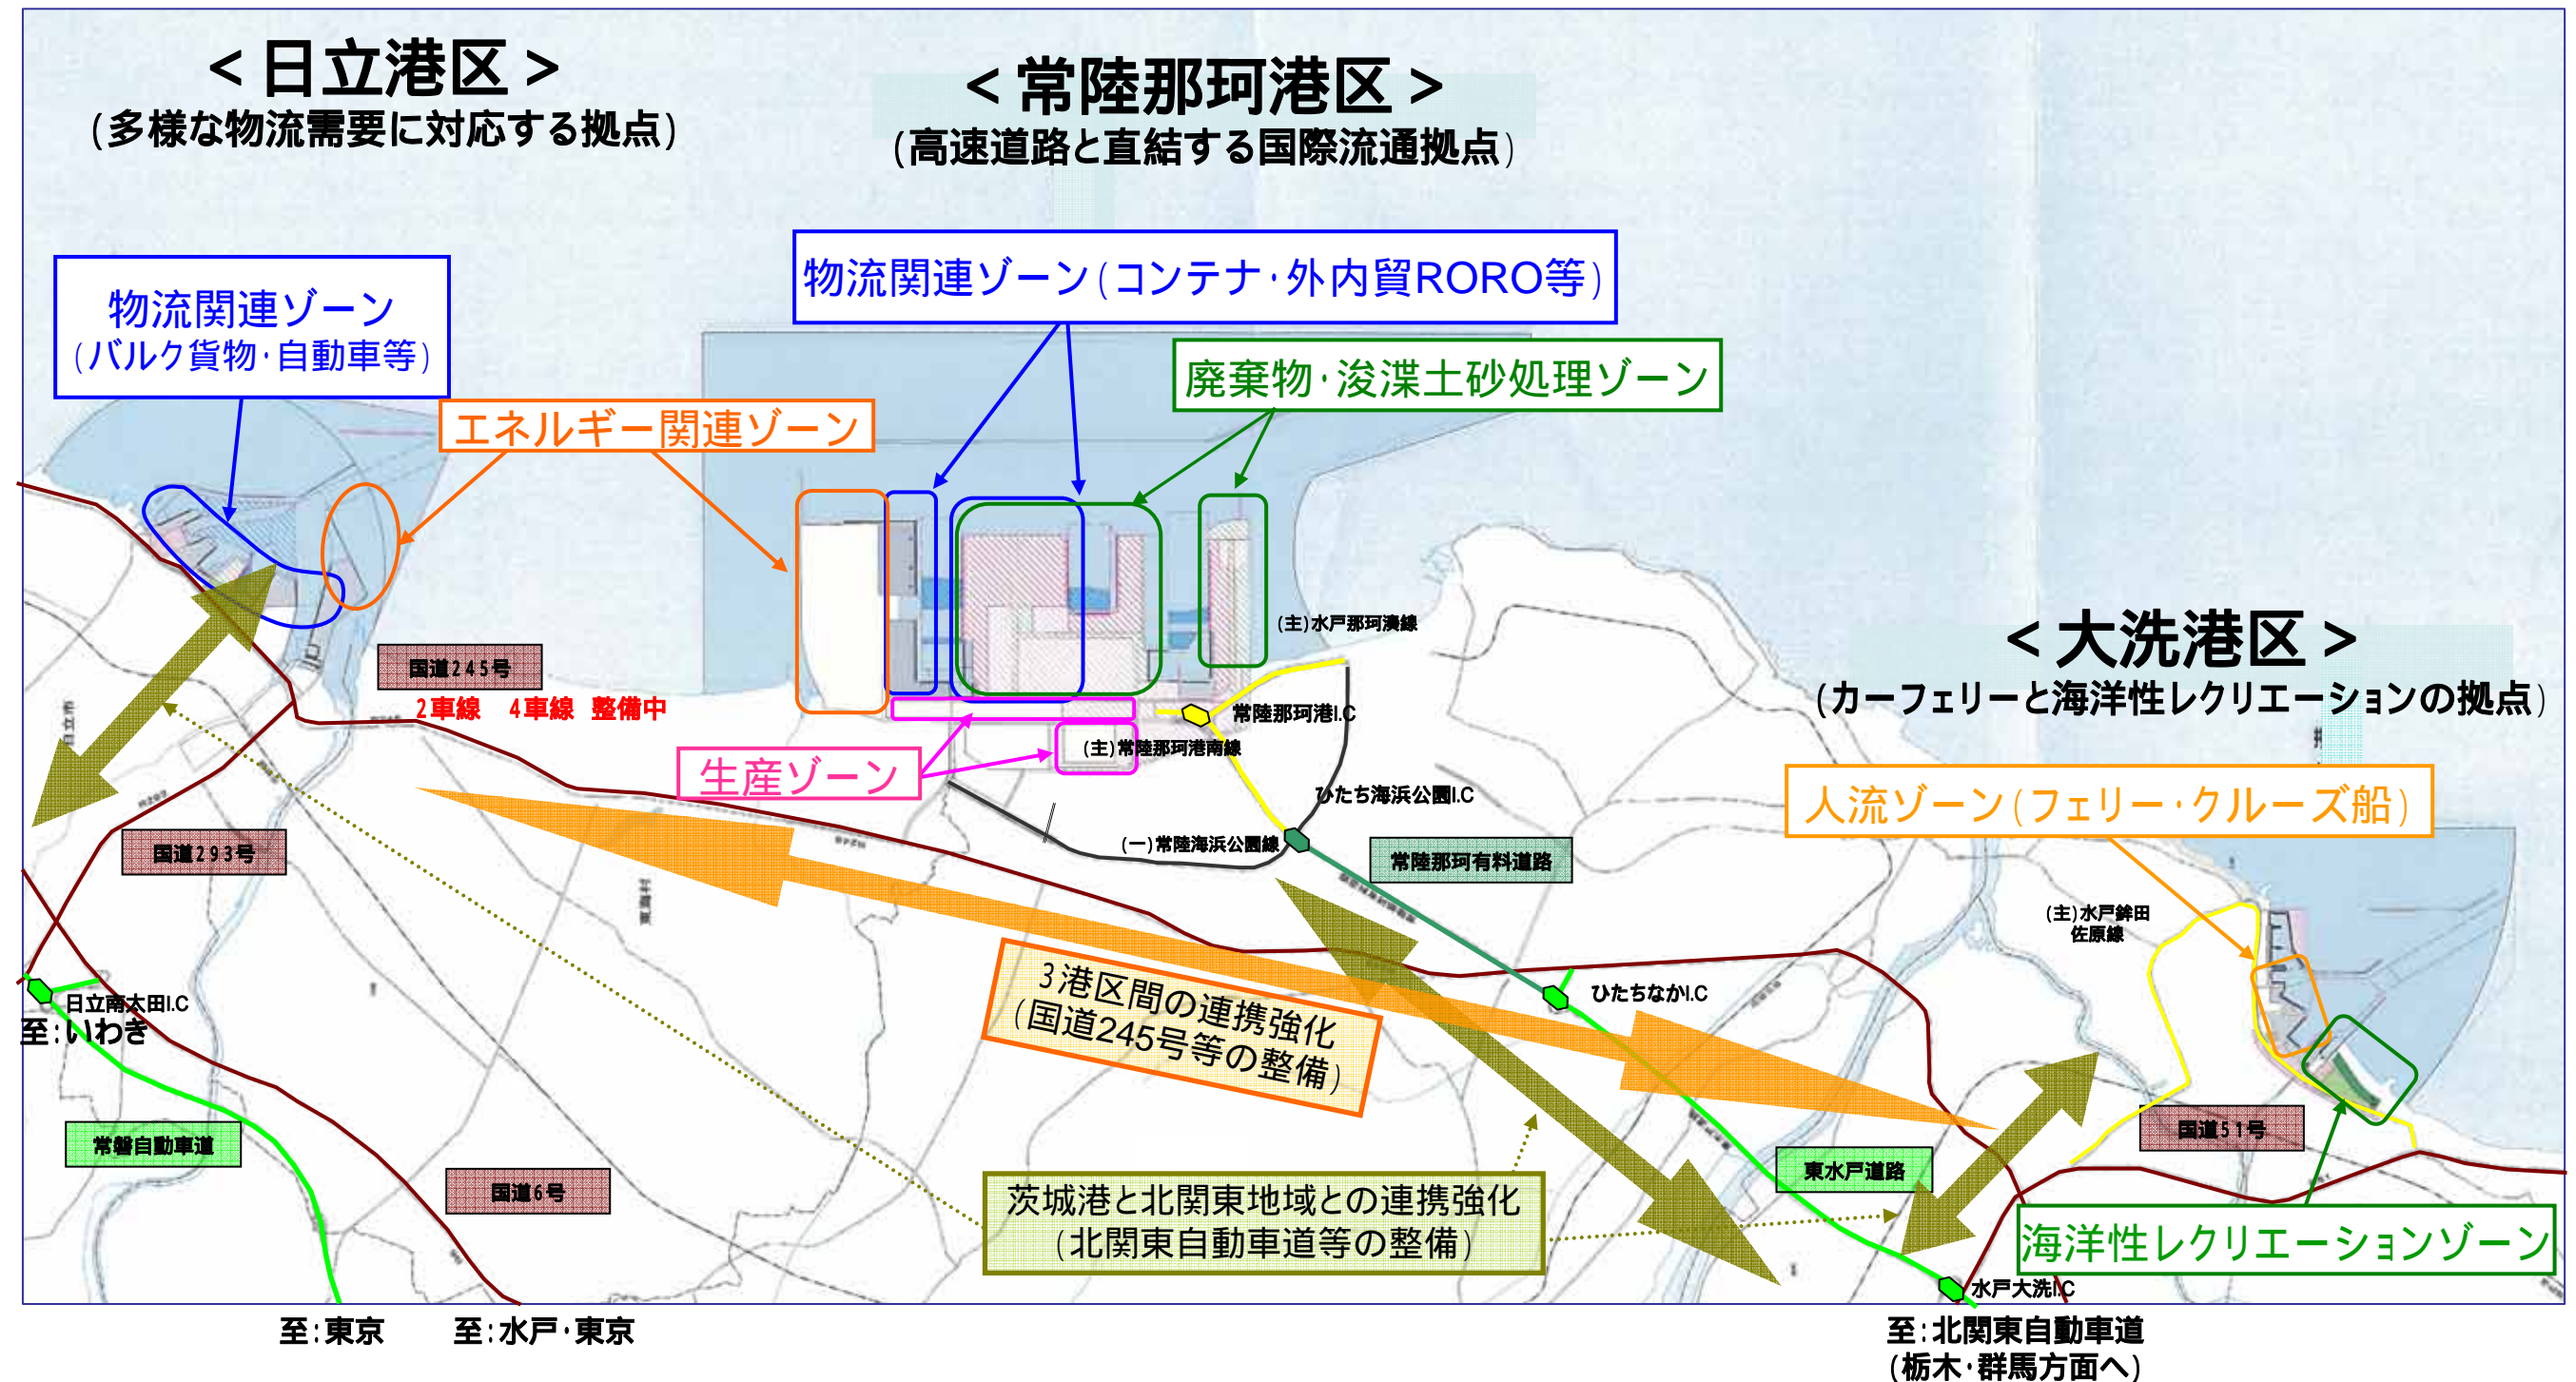 ＜日立港区＞
(多様な物流需要に対応する拠点)
＜常陸那珂港区＞
(高速道路と直結する国際流通拠点)
物流関連ゾーン(コンテナ・外内貿RORO等)
物流関連ゾーン
(バルク貨物・自動車等)
廃棄物・浚渫土砂処理ゾーン
エネルギー関連ゾーン
(主)水戸那珂湊線
＜大洗港区＞
(カーフェリーと海洋性レクリエーションの拠点)
国道245号
2車線　4車線　整備中
日立市
常陸那珂港I.C
(主)常陸那珂港南線
生産ゾーン
ひたち海浜公園I.C
人流ゾーン(フェリー・クルーズ船)
(一)常陸海浜公園線
常陸那珂有料道路
国道293号
東海村
(主)水戸鉾田
佐原線
日立南太田I.C
至:いわき
ひたちなかI.C
3港区間の連携強化
(国道245号等の整備)
常磐自動車道
国道6号
国道51号
東水戸道路
茨城港と北関東地域との連携強化
(北関東自動車道等の整備)
海洋性レクリエーションゾーン
水戸大洗I.C
至:東京
至:水戸・東京
至:北関東自動車道
(栃木・群馬方面へ)